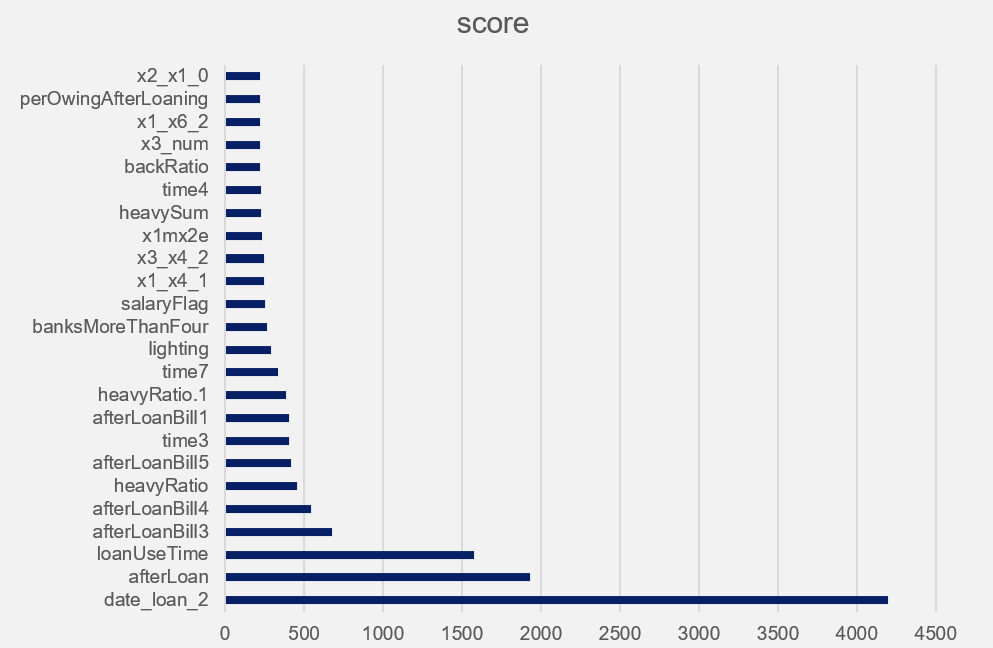 score
x2_x1_0
perOwingAfterLoaning
x1_x6_2
x3_num
backRatio
time4
heavySum
x1mx2e
x3_x4_2
x1_x4_1
salaryFlag
banksMoreThanFour
lighting
time7
heavyRatio.1
afterLoanBill1
time3
afterLoanBill5
heavyRatio
afterLoanBill4
afterLoanBill3
loanUseTime
afterLoan
date_loan_2
0 500 1000 1500 2000 2500 3000 3500 4000 4500